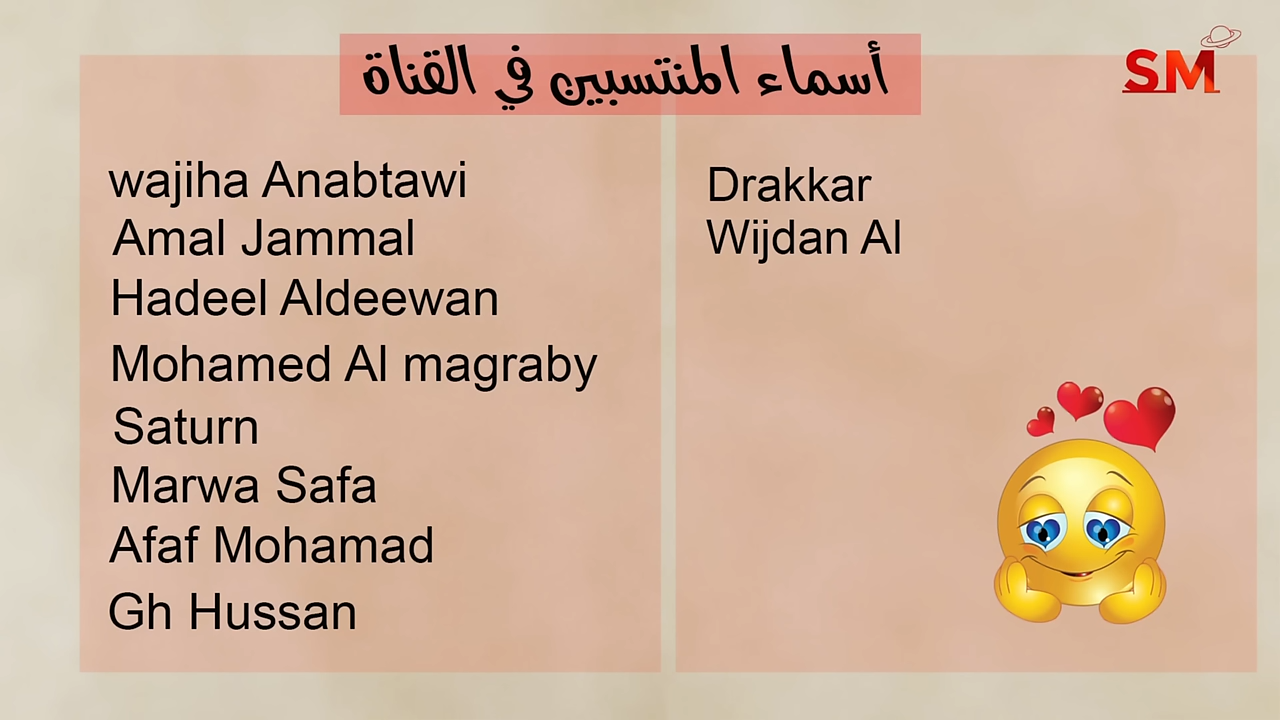 أسماء المنتسبين في القناة
SM
wajiha Anabtawi
Amal Jammal
Hadeel Aldeewan
Mohamed Al magraby
Saturn
Marwa Safa
Afaf Mohamad
Gh Hussan
Drakkar
Wijdan Al